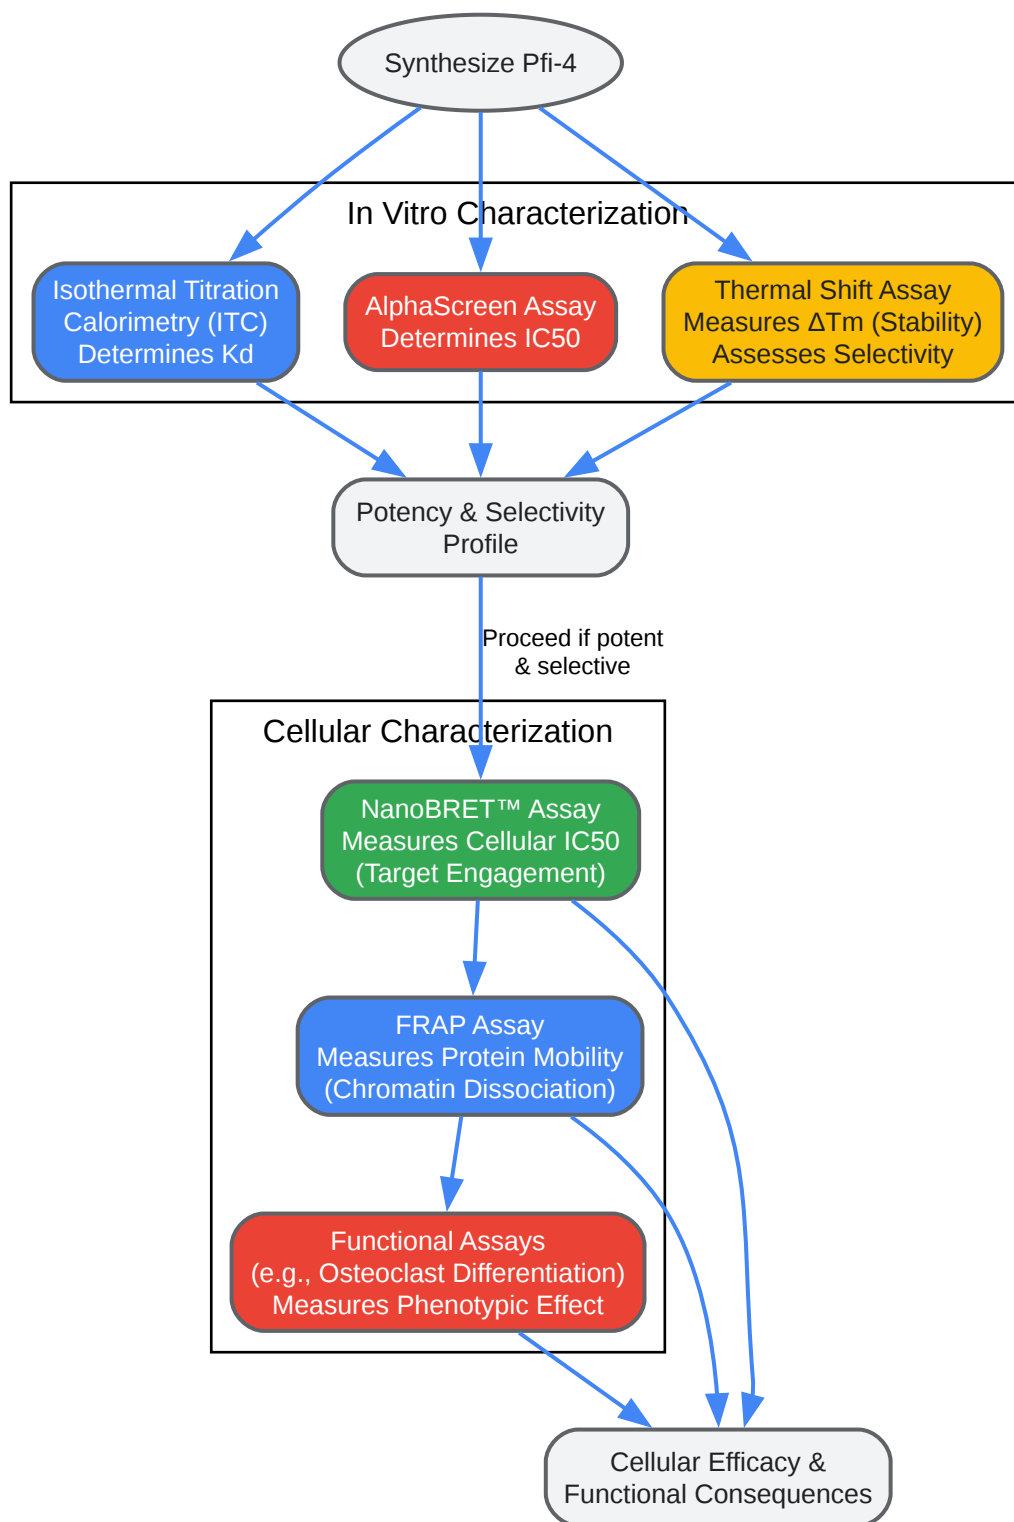 Synthesize Pfi-4
In Vitro Characterization
Isothermal Titration
Calorimetry (ITC)
Determines Kd
AlphaScreen Assay
Determines IC50
Thermal Shift Assay
Measures ΔTm (Stability)
Assesses Selectivity
Potency & Selectivity
Profile
Proceed if potent
& selective
Cellular Characterization
NanoBRET™ Assay
Measures Cellular IC50
(Target Engagement)
FRAP Assay
Measures Protein Mobility
(Chromatin Dissociation)
Functional Assays
(e.g., Osteoclast Differentiation)
Measures Phenotypic Effect
Cellular Efficacy &
Functional Consequences